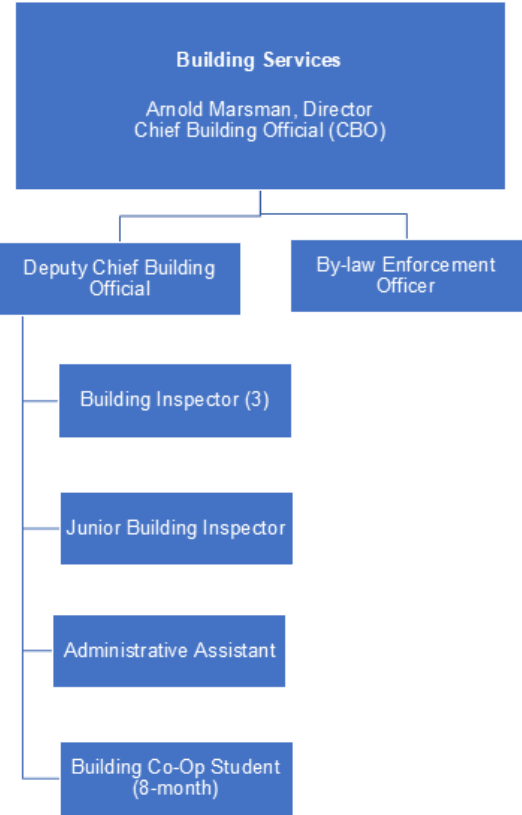 Building Services
Arnold Marsman, Director
Chief Building Official (CBO)
Deputy Chief Building
Official
By-law Enforcement
Officer
Building Inspector (3)
Junior Building Inspector
Administrative Assistant
Building Co-Op Student
(8-month)